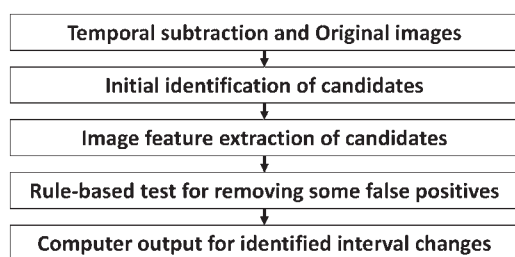 Temporal subtraction and Original images
Initial identification of candidates
Image feature extraction of candidates
Rule-based test for removing some false positives
Computer output for identified interval changes